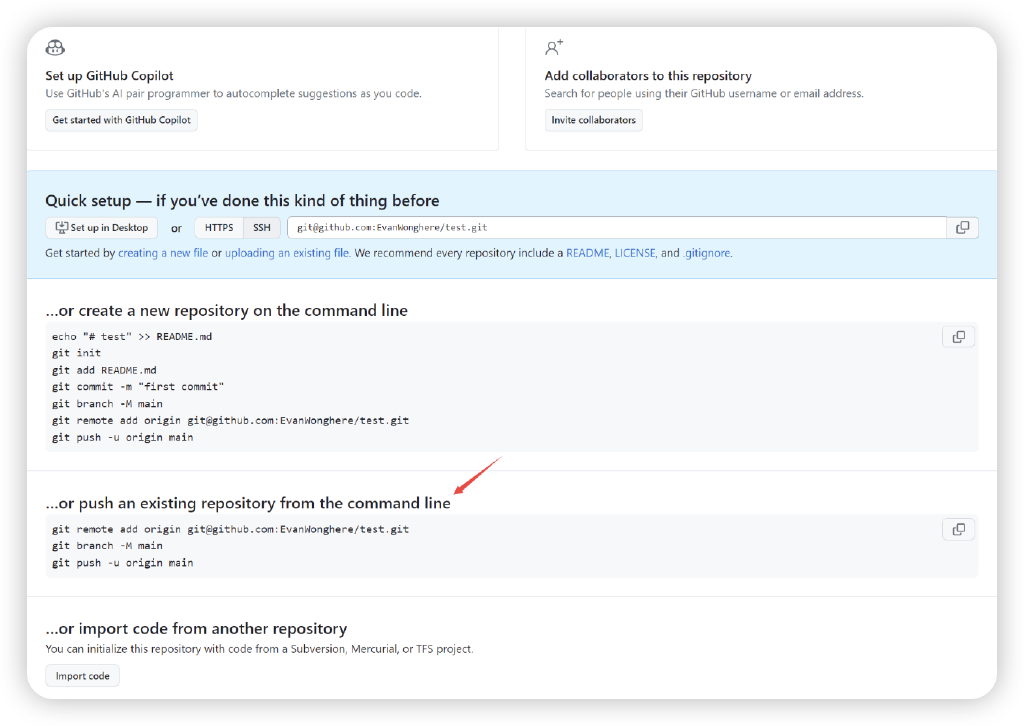 Set up GitHub Copilot
Use GitHub's AI pair programmer to autocomplete suggestions as you code.
Get started with GitHub Copilot
Add collaborators to this repository
Search for people using their GitHub username or email address.
Invite collaborators
Quick setup — if you've done this kind of thing before
Set up in Desktop or HTTPS SSH git@github.com:EvanWonghere/test.git
Get started by creating a new file or uploading an existing file. We recommend every repository include a README, LICENSE, and .gitignore.
...or create a new repository on the command line
echo "# test" >> README.md
git init
git add README.md
git commit -m "first commit"
git branch -M main
git remote add origin git@github.com:EvanWonghere/test.git
git push -u origin main
...or push an existing repository from the command line
git remote add origin git@github.com:EvanWonghere/test.git
git branch -M main
git push -u origin main
...or import code from another repository
You can initialize this repository with code from a Subversion, Mercurial, or TFS project.
Import code